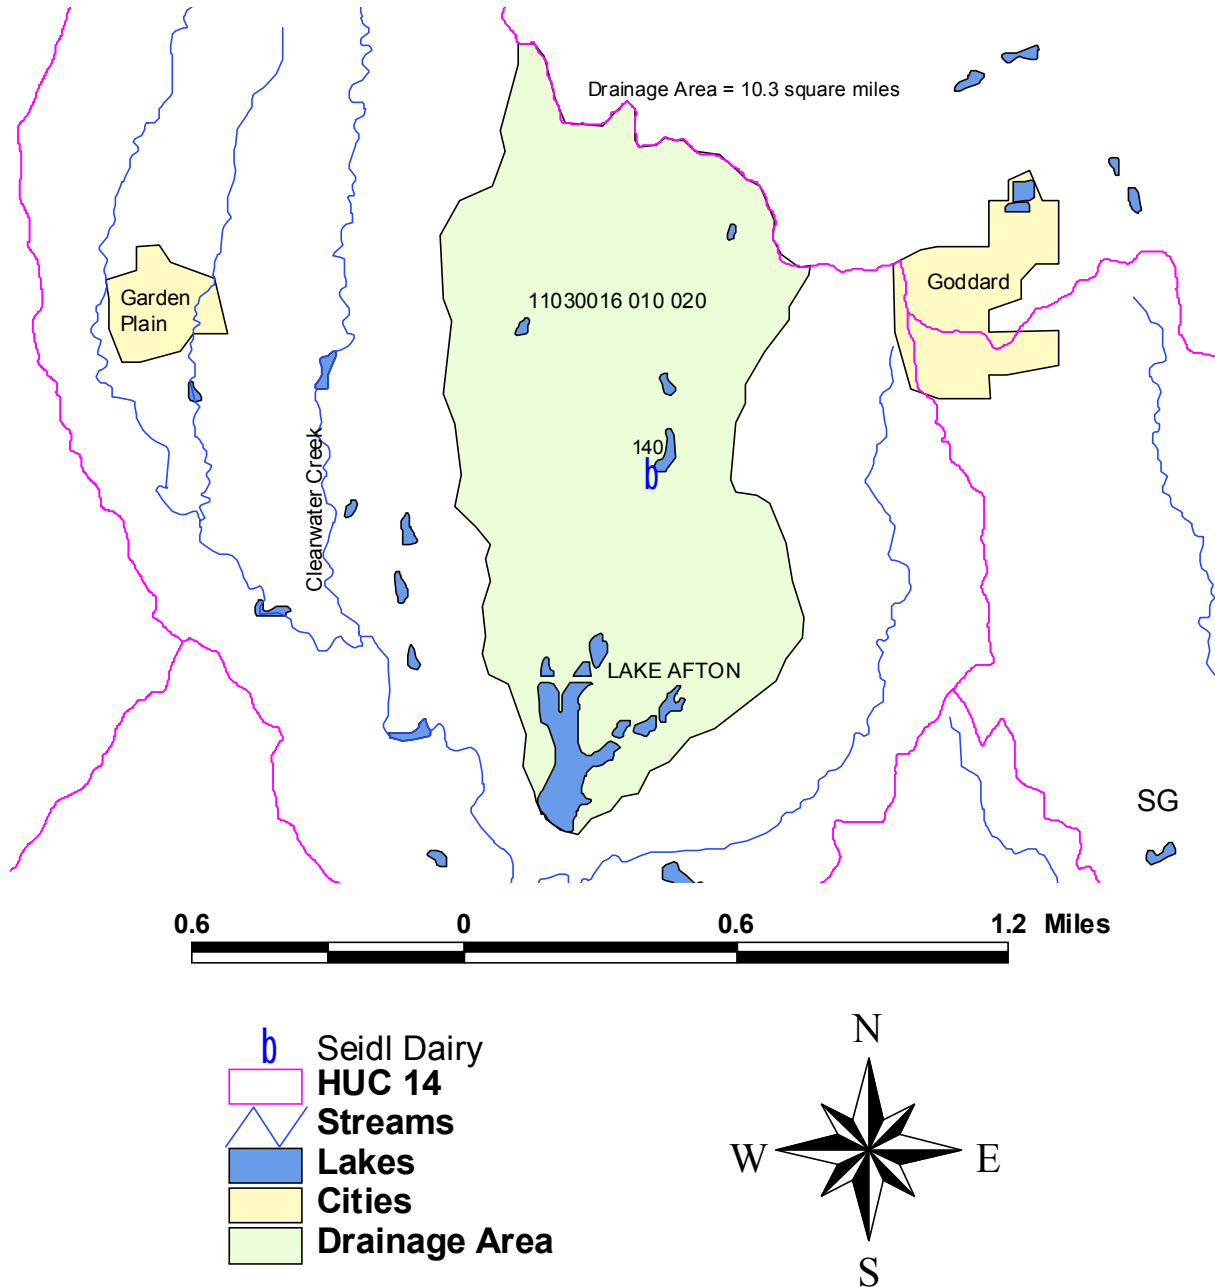 Drainage Area = 10.3 square miles
Goddard
Garden
Plain
11030016 010 020
140
b
Clearwater Creek
LAKE AFTON
SG
0.6 0 0.6 1.2 Miles
b Seidl Dairy
HUC 14
Streams
Lakes
Cities
Drainage Area
N
W E
S